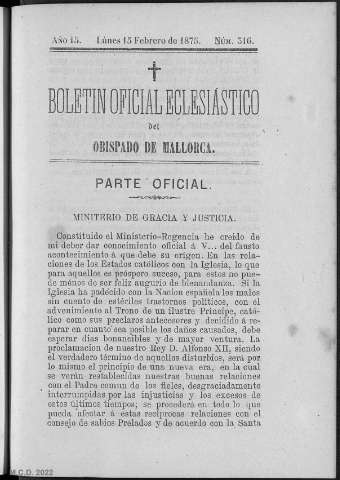 AÑO 15. Lúnes 15 Febrero de 1875. NÚM. 316.
BOLETIN OFICIAL ECLESIÁSTICO
del
OBISPADO DE MALLORCA.
PARTE OFICIAL.
MINITERIO DE GRACIA Y JUSTICIA.
Constituido el Ministerio-Regencia he creido de
mi deber dar conocimiento oficial á V... del fausto
acontecimiento á que debe su orígen. En las rela-
ciones de los Estados católicos con la Iglesia, lo que
para aquellos es próspero suceso, para estos no pue-
de ménos de ser feliz augurio de bienandanza. Si la
Iglesia ha padecido con la Nacion española los males
sin cuento de estériles trastornos políticos, con el
advenimiento al Trono de un ilustre Príncipe, cató-
lico como sus preclaros antecesores y decidido á re-
parar en cuanto sea posible los daños causados, debe
esperar dias bonancibles y de mayor ventura. La
proclamacion de nuestro Rey D. Alfonso XII, siendo
el verdadero término de aquellos disturbios, será por
lo mismo el principio de una nueva era, en la cual
se verán restablecidas nuestras buenas relaciones
con el Padre comun de los fieles, desgraciadamente
interrumpidas por las injusticias y los excesos de
estos últimos tiempos; se procederá en todo lo que
pueda afectar á estas recíprocas relaciones con el
consejo de sabios Prelados y de acuerdo con la Santa
M.C.D. 2022